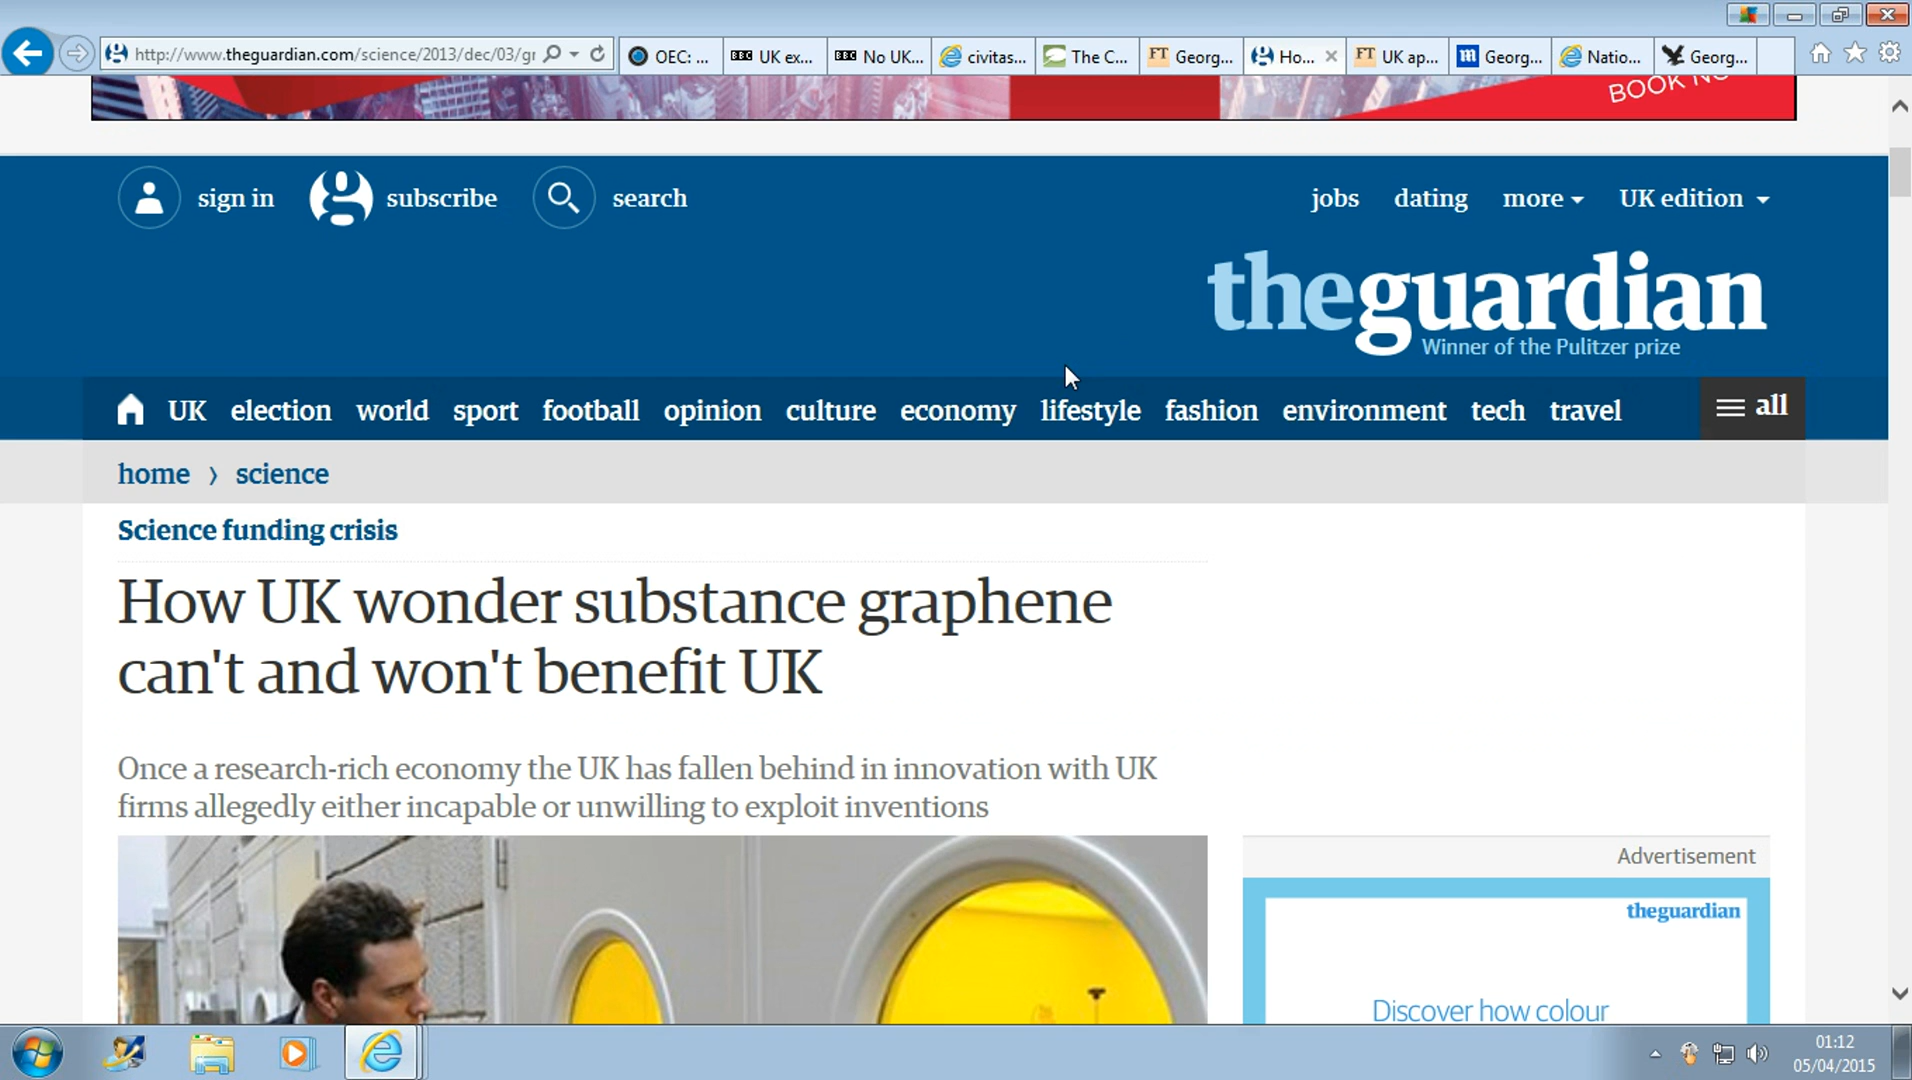 http://www.theguardian.com/science/2013/dec/03/gr
OEC: ...
BBC UK ex...
BBC No UK...
civitas...
The C...
FT Georg...
Ho...
FT UK ap...
m Georg...
Natio...
Georg...
BOOK NO
sign in
subscribe
search
jobs
dating
more
UK edition
theguardian
Winner of the Pulitzer prize
UK election world sport football opinion culture economy lifestyle fashion environment tech travel
all
home › science
Science funding crisis
How UK wonder substance graphene
can't and won't benefit UK
Once a research-rich economy the UK has fallen behind in innovation with UK
firms allegedly either incapable or unwilling to exploit inventions
Advertisement
theguardian
Discover how colour
01:12
05/04/2015